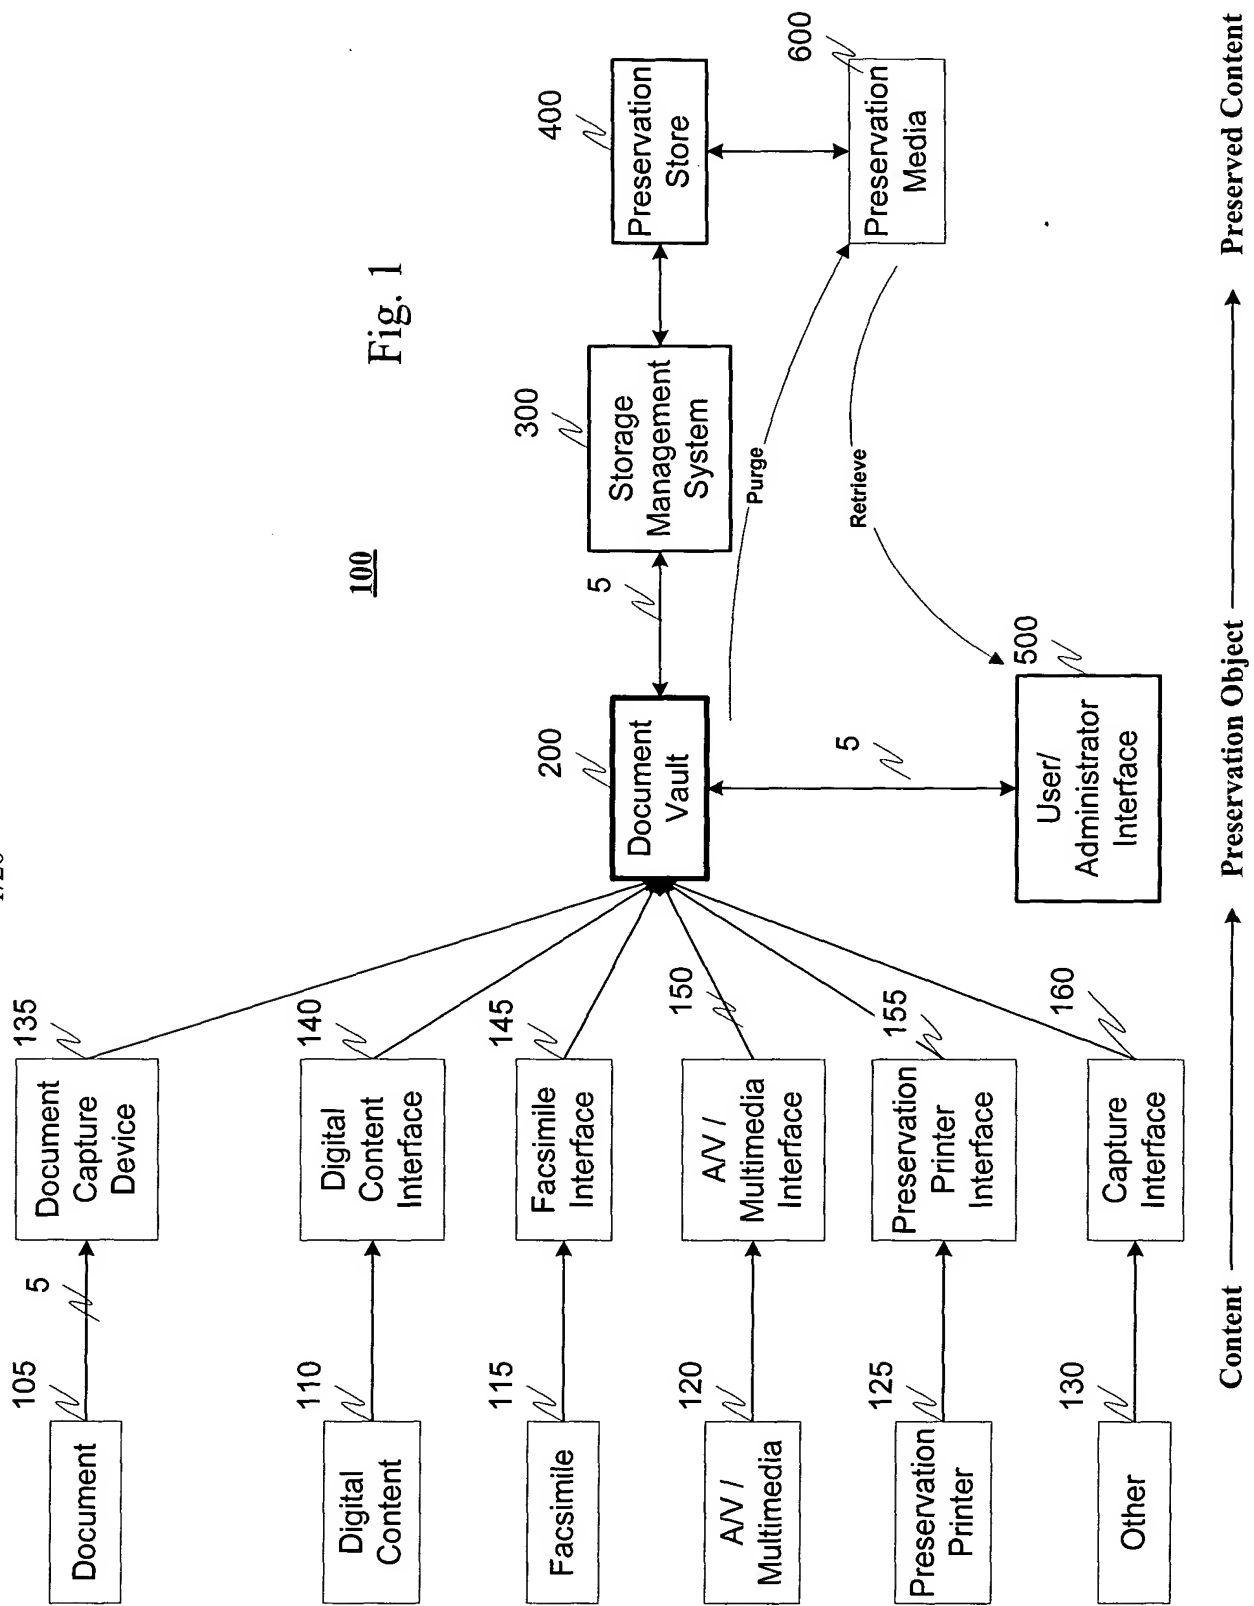 Fig. 1
100
105
Document
5
135
Document
Capture
Device
110
Digital
Content
140
Digital
Content
Interface
115
Facsimile
145
Facsimile
Interface
120
A/V /
Multimedia
150
A/V /
Multimedia
Interface
125
Preservation
Printer
155
Preservation
Printer
Interface
130
Other
160
Capture
Interface
200
Document
Vault
5
300
Storage
Management
System
400
Preservation
Store
Purge
Retrieve
600
Preservation
Media
5
500
User/
Administrator
Interface
Content
Preservation Object
Preserved Content